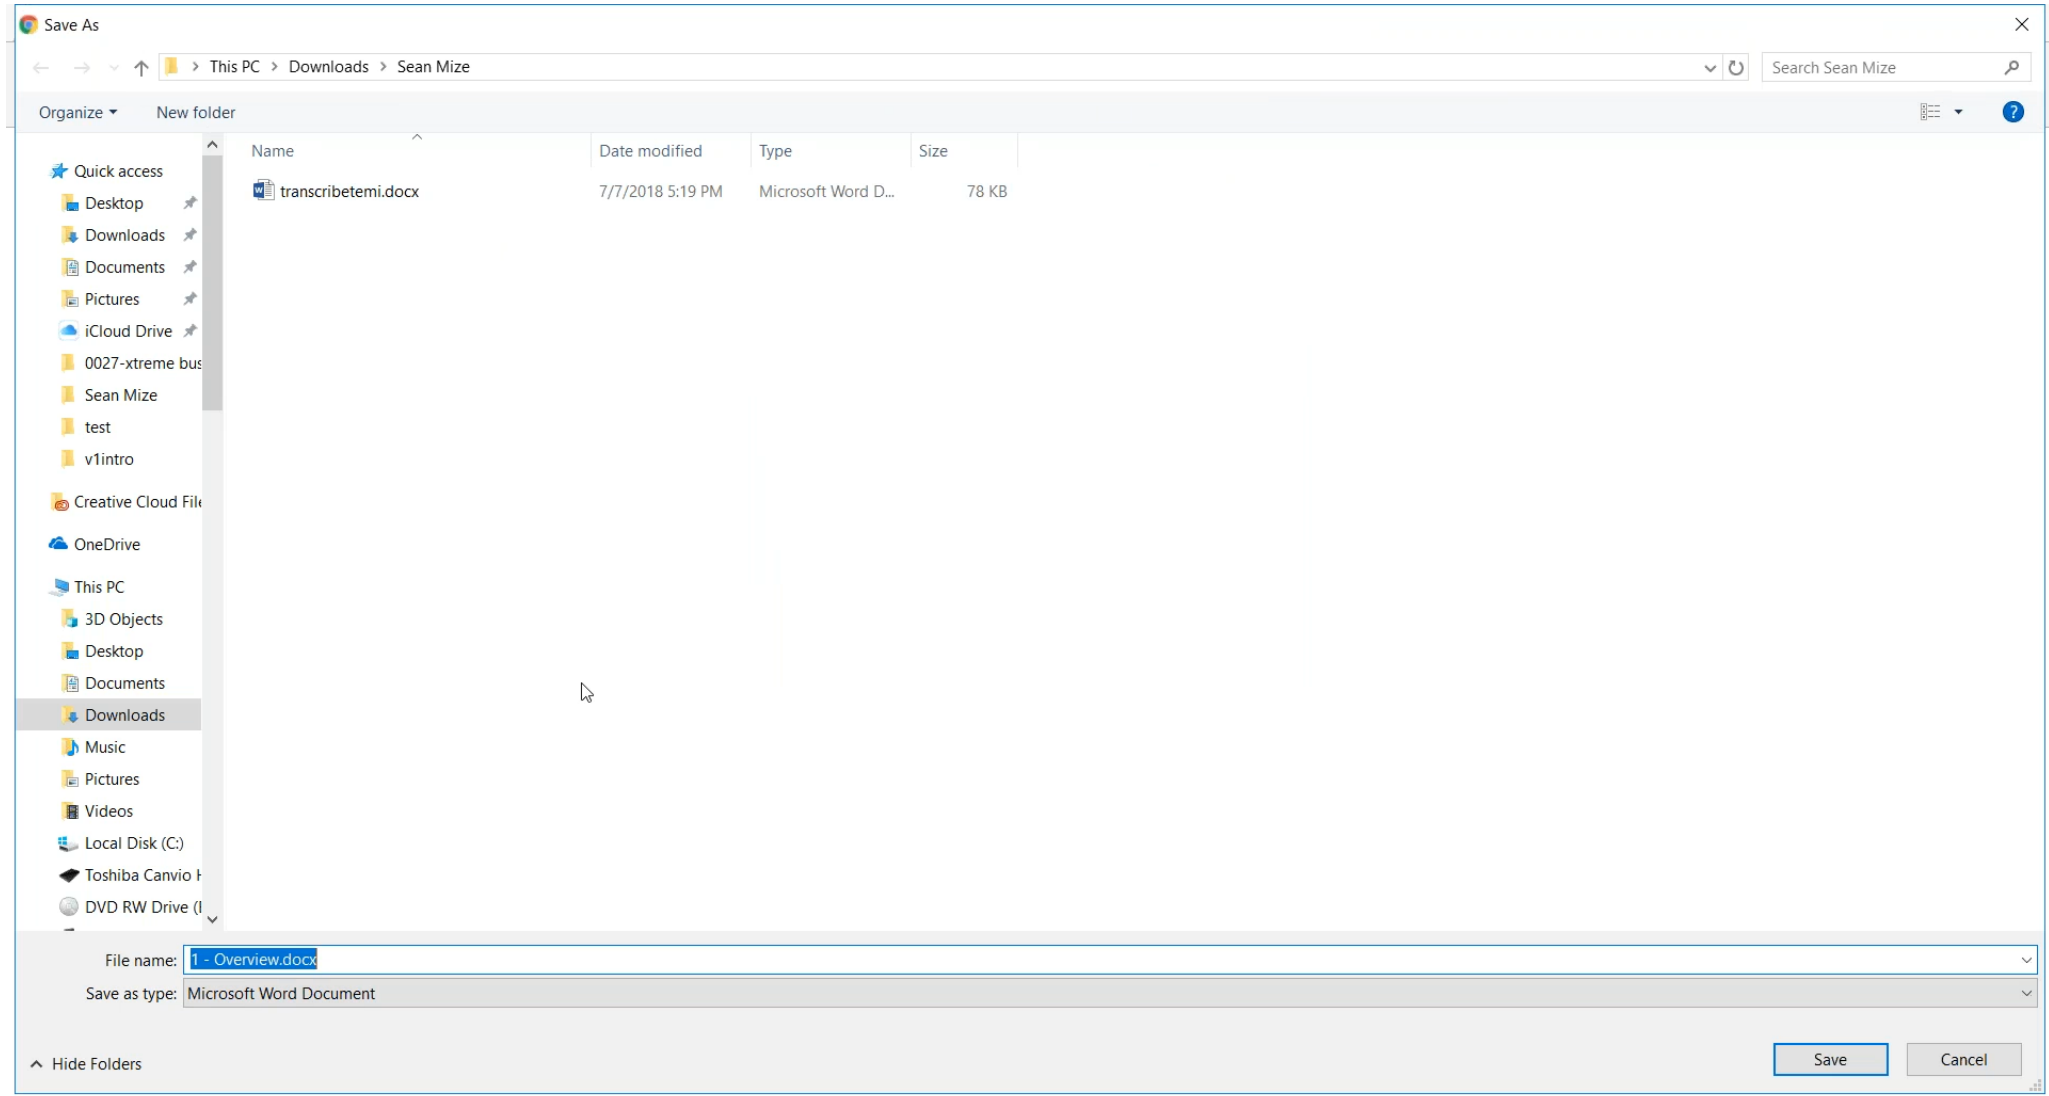 Save As
This PC > Downloads > Sean Mize
Search Sean Mize
Organize
New folder
?
Name Date modified Type Size
transcribetemi.docx 7/7/2018 5:19 PM Microsoft Word D... 78 KB
Quick access
Desktop
Downloads
Documents
Pictures
iCloud Drive
0027-xtreme bus
Sean Mize
test
v1intro
Creative Cloud File
OneDrive
This PC
3D Objects
Desktop
Documents
Downloads
Music
Pictures
Videos
Local Disk (C:)
Toshiba Canvio
DVD RW Drive (
File name: 1 - Overview.docx
Save as type: Microsoft Word Document
Hide Folders
Save
Cancel